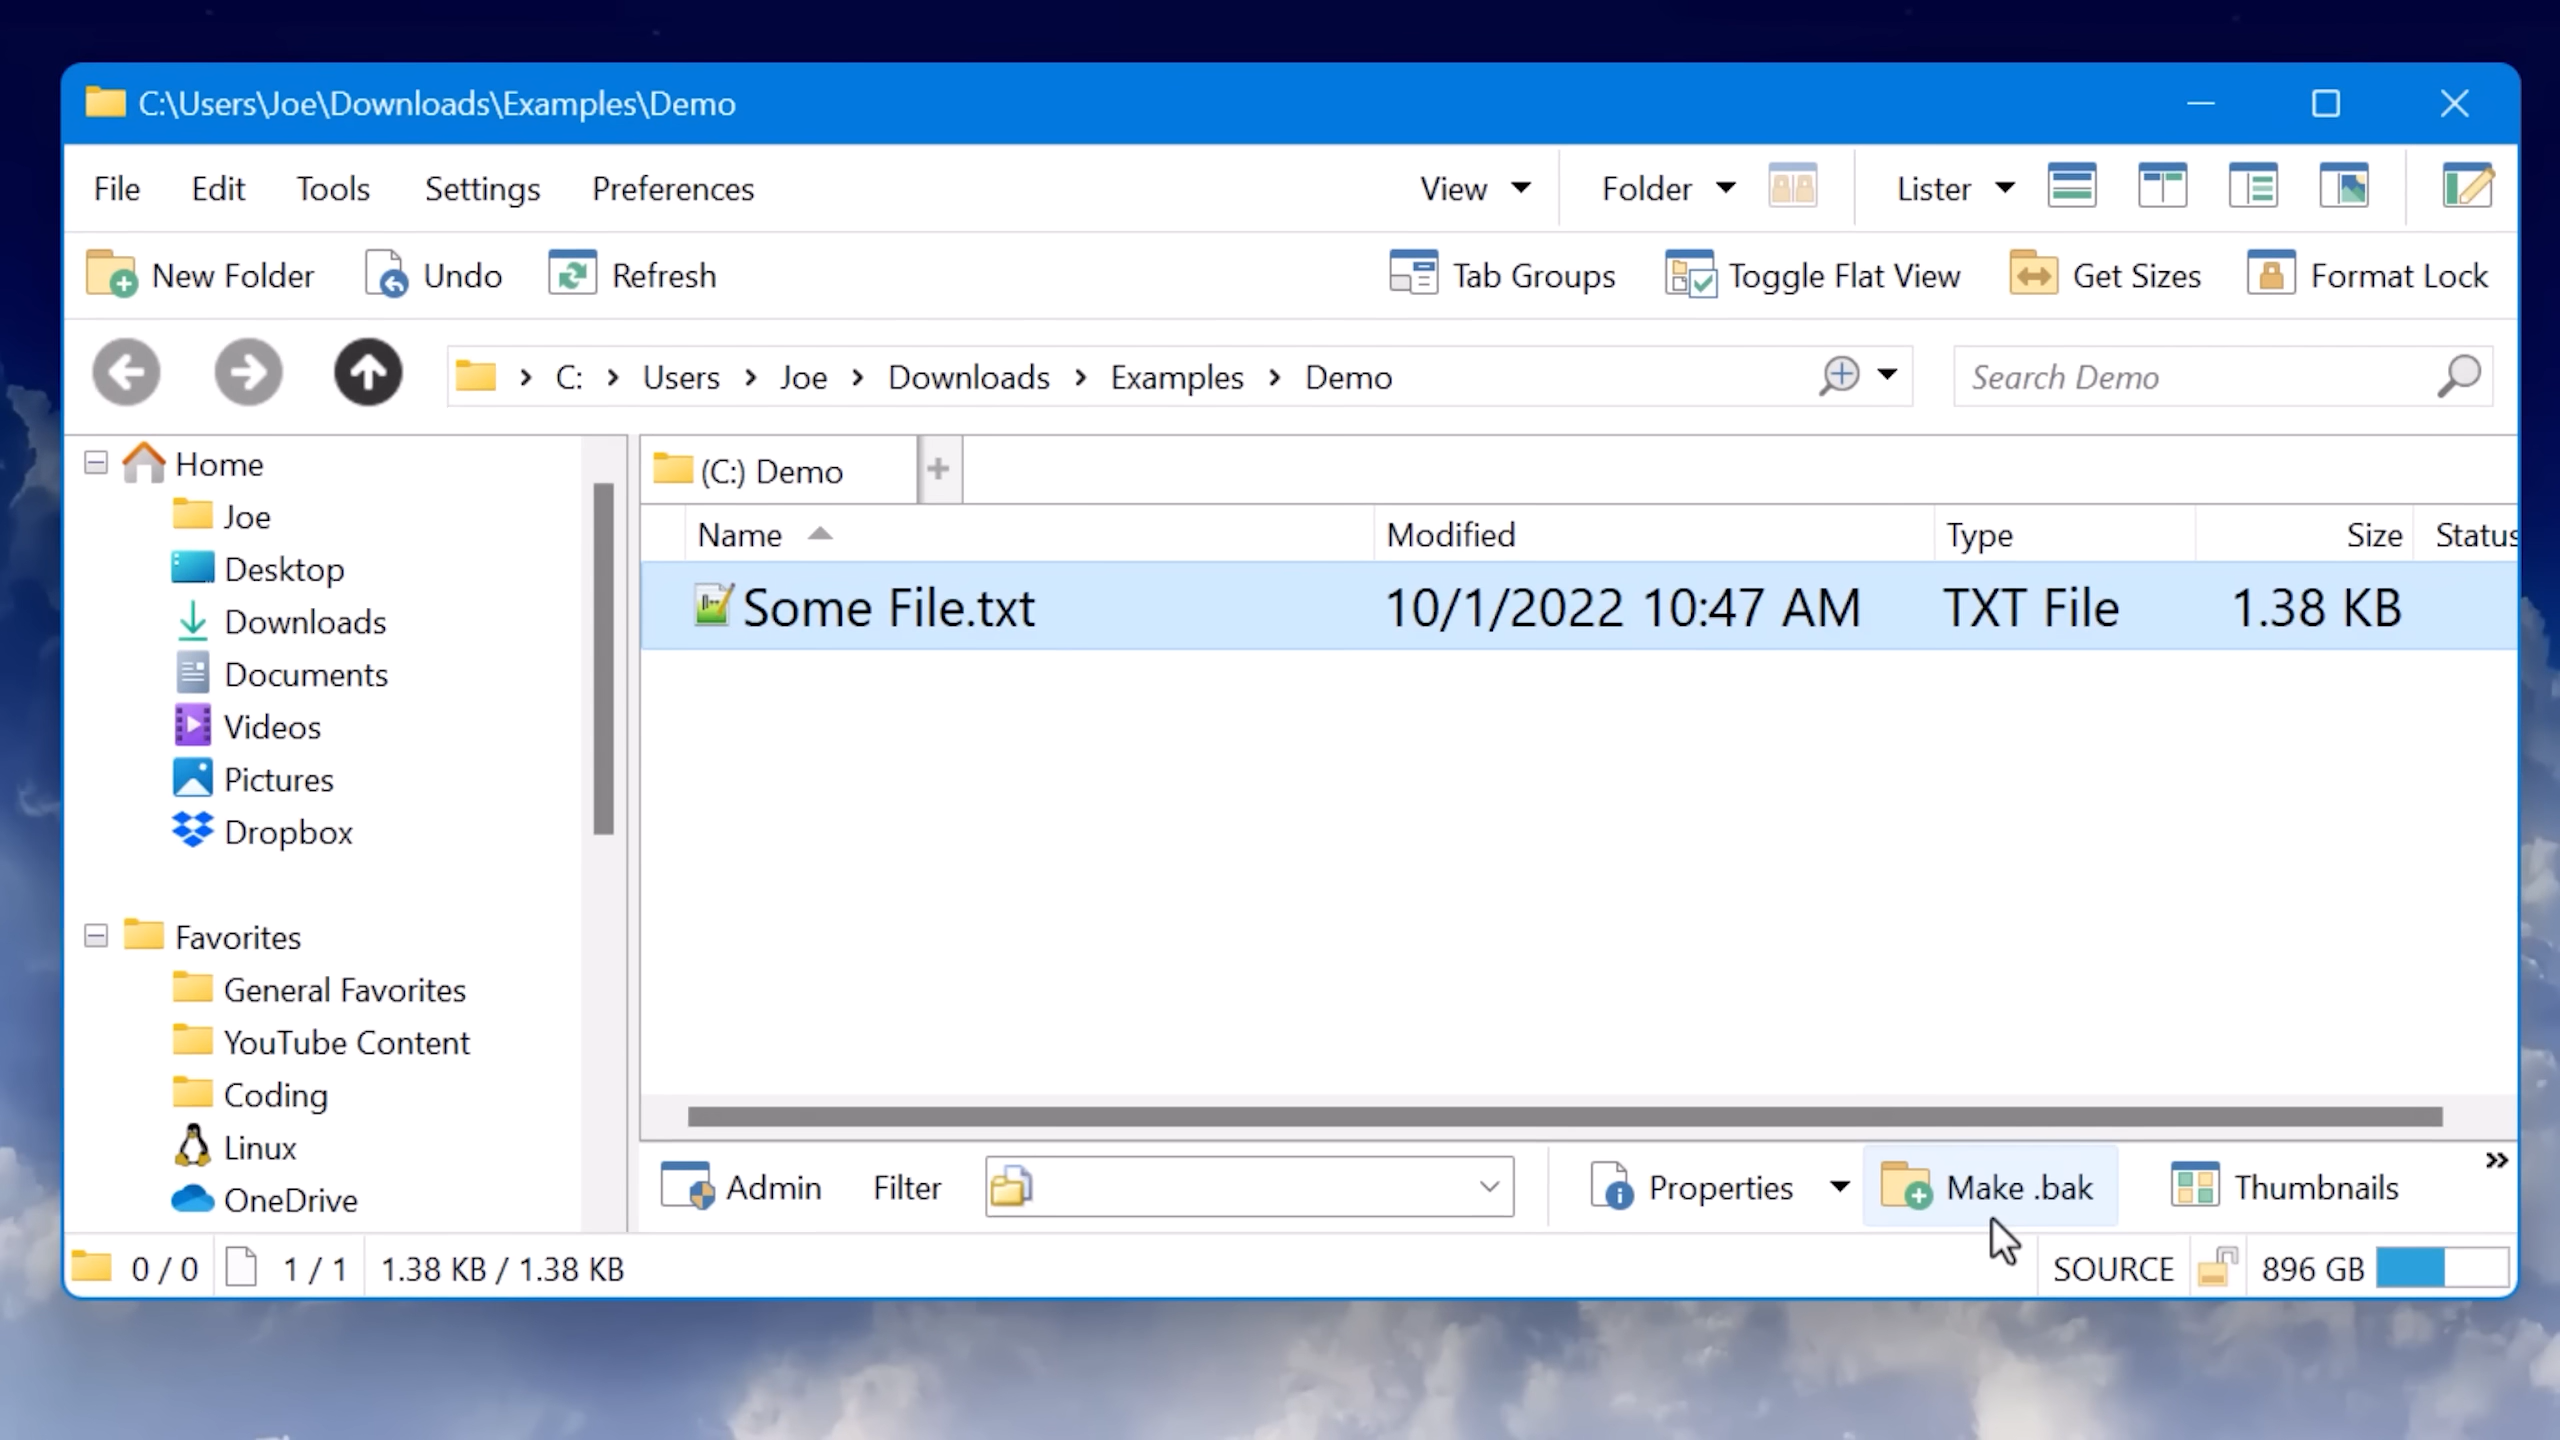 C:\Users\Joe\Downloads\Examples\Demo
File Edit Tools Settings Preferences View Folder Lister
New Folder Undo Refresh Tab Groups Toggle Flat View Get Sizes Format Lock
› C: › Users › Joe › Downloads › Examples › Demo Search Demo
Home
Joe
Desktop
Downloads
Documents
Videos
Pictures
Dropbox
Favorites
General Favorites
YouTube Content
Coding
Linux
OneDrive
(C:) Demo +
Name Modified Type Size Status
Some File.txt 10/1/2022 10:47 AM TXT File 1.38 KB
Admin Filter Properties Make .bak Thumbnails »
0 / 0 1 / 1 1.38 KB / 1.38 KB SOURCE 896 GB